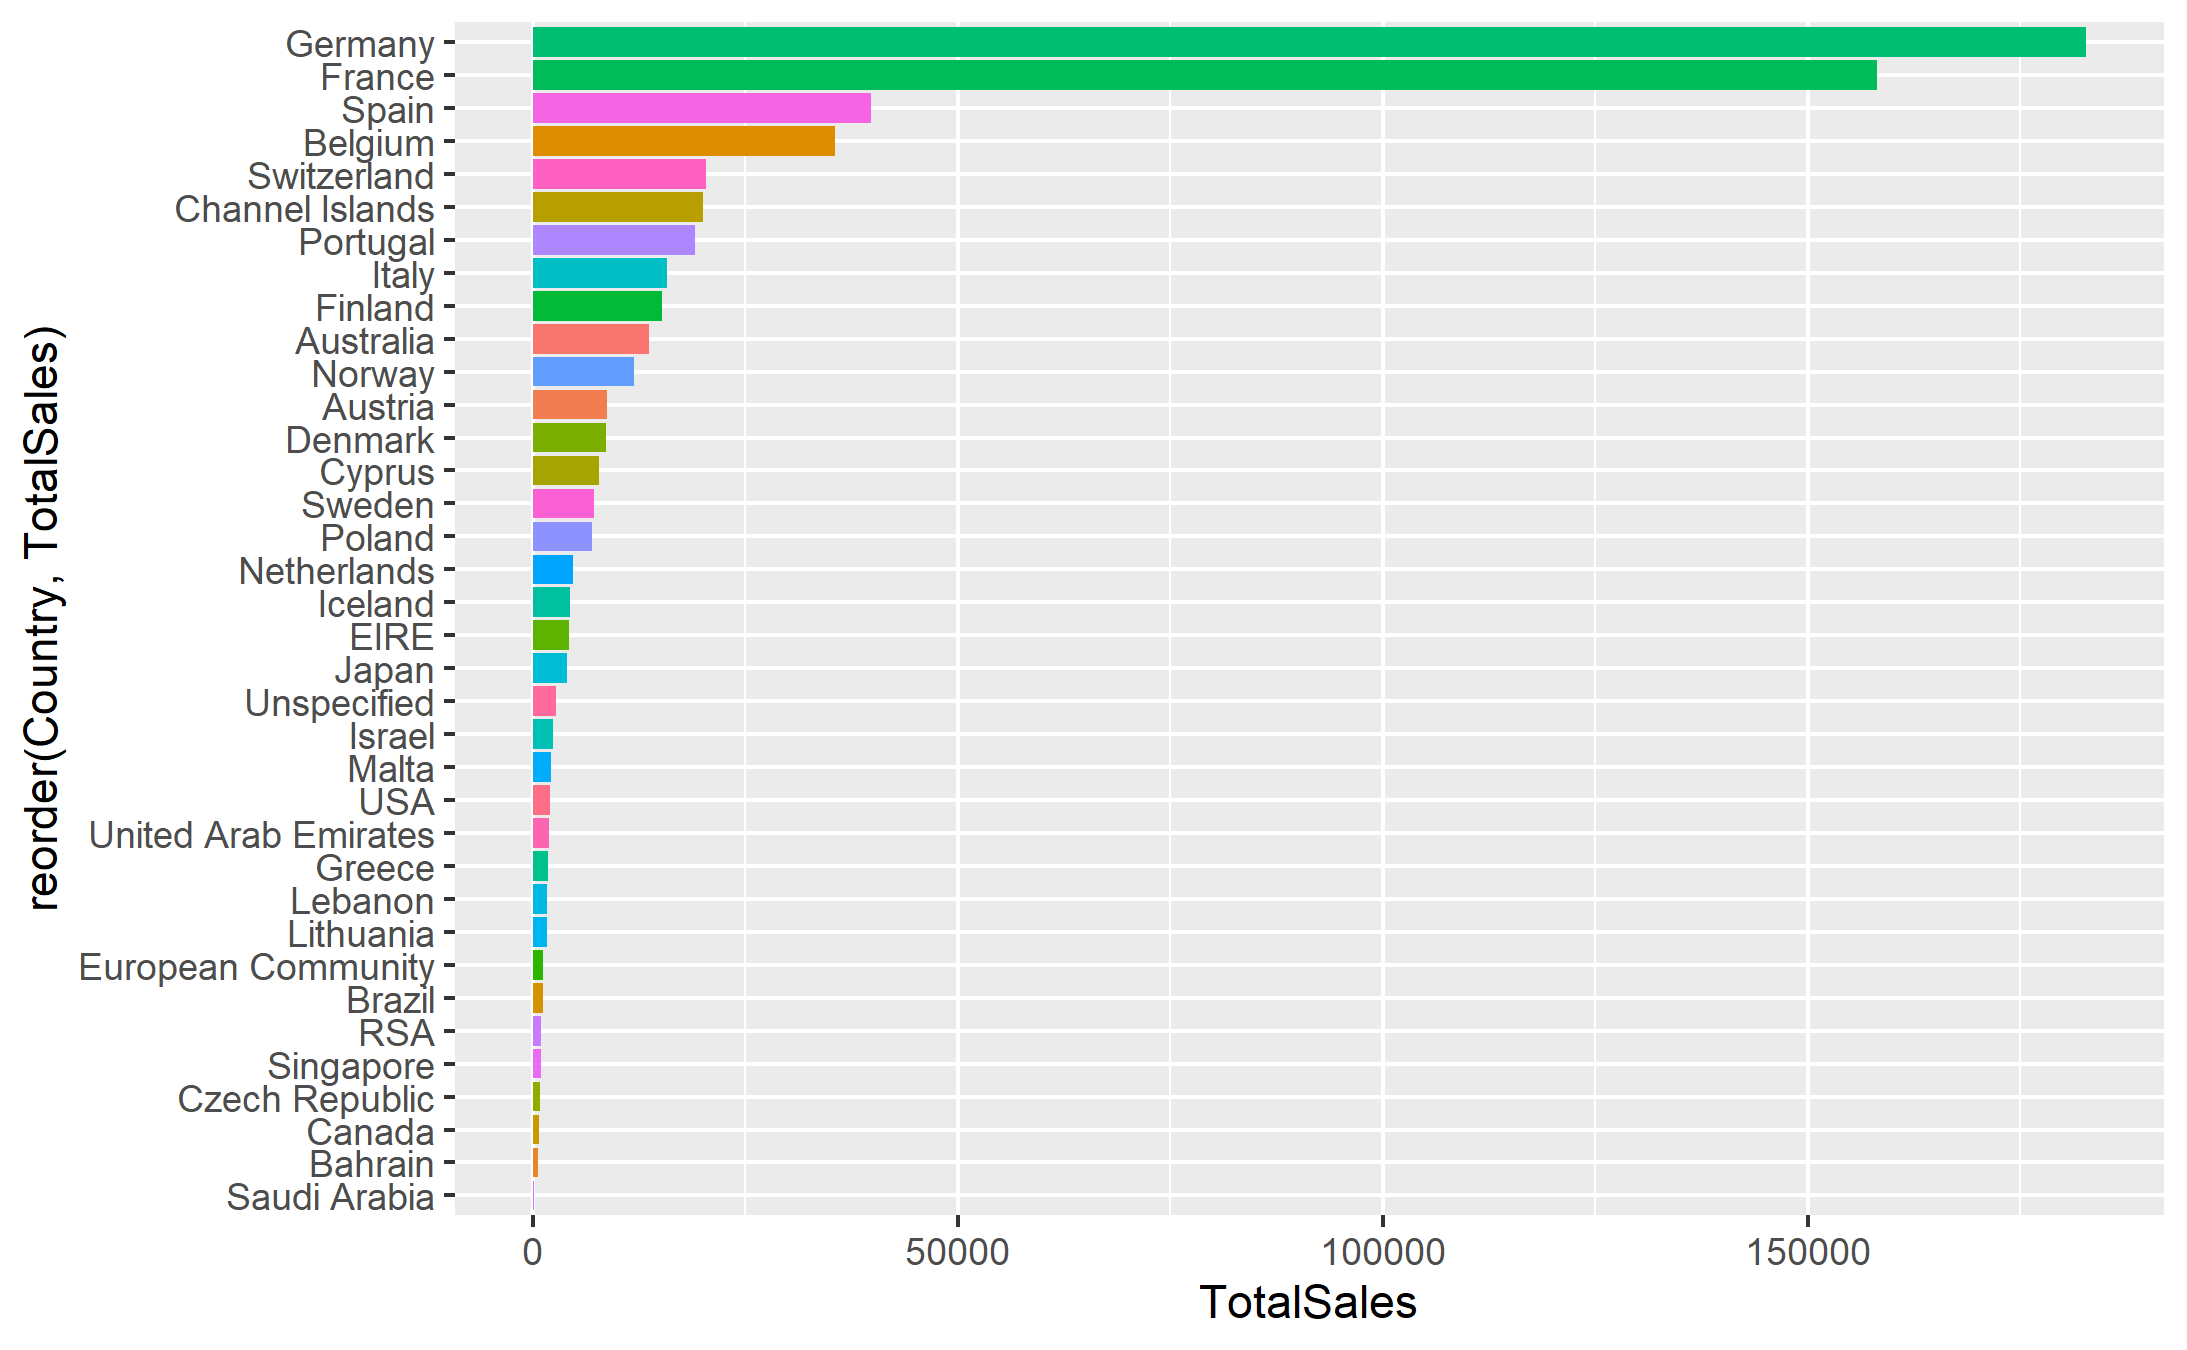 reorder(Country, TotalSales)
Germany
France
Spain
Belgium
Switzerland
Channel Islands
Portugal
Italy
Finland
Australia
Norway
Austria
Denmark
Cyprus
Sweden
Poland
Netherlands
Iceland
EIRE
Japan
Unspecified
Israel
Malta
USA
United Arab Emirates
Greece
Lebanon
Lithuania
European Community
Brazil
RSA
Singapore
Czech Republic
Canada
Bahrain
Saudi Arabia
0 50000 100000 150000
TotalSales